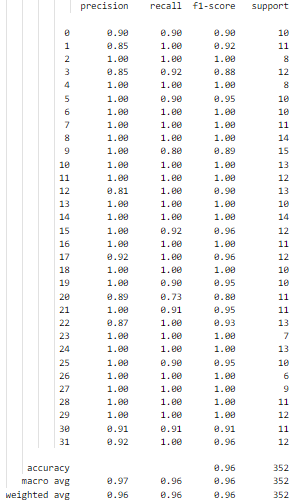 precision recall f1-score support
0 0.90 0.90 0.90 10
1 0.85 1.00 0.92 11
2 1.00 1.00 1.00 8
3 0.85 0.92 0.88 12
4 1.00 1.00 1.00 8
5 1.00 0.90 0.95 10
6 1.00 1.00 1.00 10
7 1.00 1.00 1.00 11
8 1.00 1.00 1.00 14
9 1.00 0.80 0.89 15
10 1.00 1.00 1.00 13
11 1.00 1.00 1.00 12
12 0.81 1.00 0.90 13
13 1.00 1.00 1.00 10
14 1.00 1.00 1.00 14
15 1.00 0.92 0.96 12
16 1.00 1.00 1.00 11
17 0.92 1.00 0.96 12
18 1.00 1.00 1.00 10
19 1.00 0.90 0.95 10
20 0.89 0.73 0.80 11
21 1.00 0.91 0.95 11
22 0.87 1.00 0.93 13
23 1.00 1.00 1.00 7
24 1.00 1.00 1.00 13
25 1.00 0.90 0.95 10
26 1.00 1.00 1.00 6
27 1.00 1.00 1.00 9
28 1.00 1.00 1.00 11
29 1.00 1.00 1.00 12
30 0.91 0.91 0.91 11
31 0.92 1.00 0.96 12
accuracy 0.96 352
macro avg 0.97 0.96 0.96 352
weighted avg 0.96 0.96 0.96 352